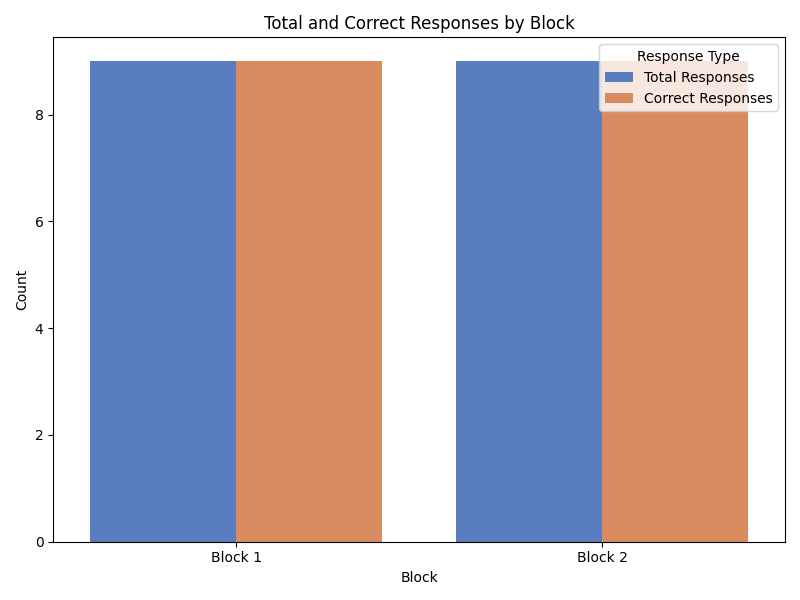 Total and Correct Responses by Block
Response Type
Total Responses
Correct Responses
Count
8
6
4
2
0
Block 1
Block 2
Block